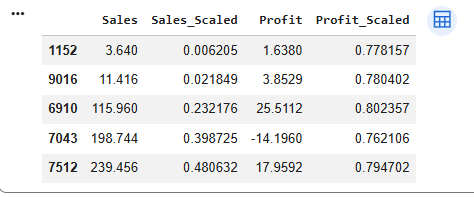 Sales Sales_Scaled Profit Profit_Scaled
1152 3.640 0.006205 1.6380 0.778157
9016 11.416 0.021849 3.8529 0.780402
6910 115.960 0.232176 25.5112 0.802357
7043 198.744 0.398725 -14.1960 0.762106
7512 239.456 0.480632 17.9592 0.794702